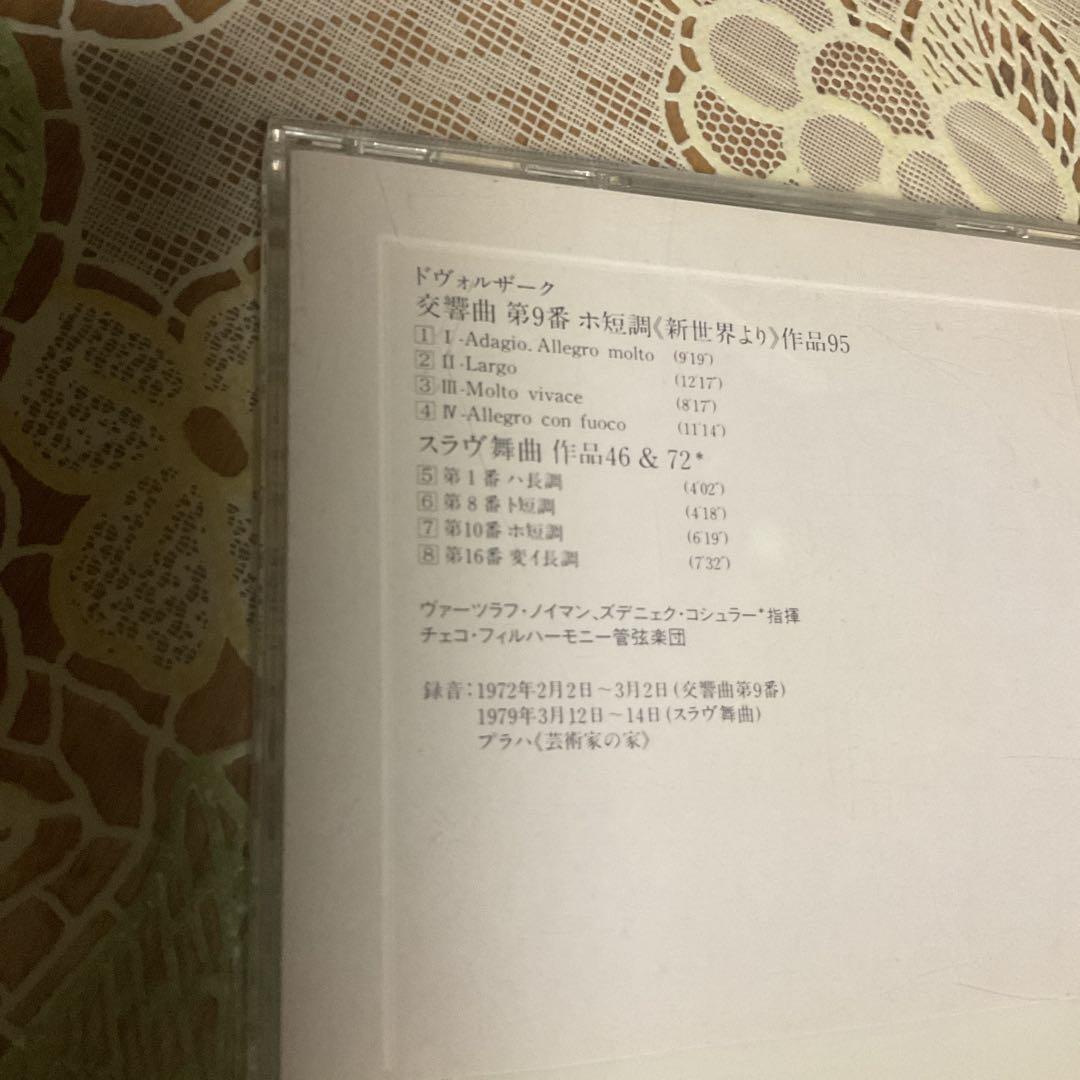 ドヴォルザーク
交響曲 第9番 ホ短調《新世界より》作品95
1 I-Adagio. Allegro molto (9'19")
2 II-Largo (12'17")
3 III-Molto vivace (8'17")
4 IV-Allegro con fuoco (11'14")
スラヴ舞曲 作品46 & 72*
5 第1番 ハ長調 (4'02")
6 第8番 ト短調 (4'18")
7 第10番 ホ短調 (6'19")
8 第16番 変イ長調 (7'32")
ヴァーツラフ・ノイマン、ズデニェク・コシュラー*指揮
チェコ・フィルハーモニー管弦楽団
録音:1972年2月2日~3月2日(交響曲第9番)
1979年3月12日~14日(スラヴ舞曲)
プラハ《芸術家の家》